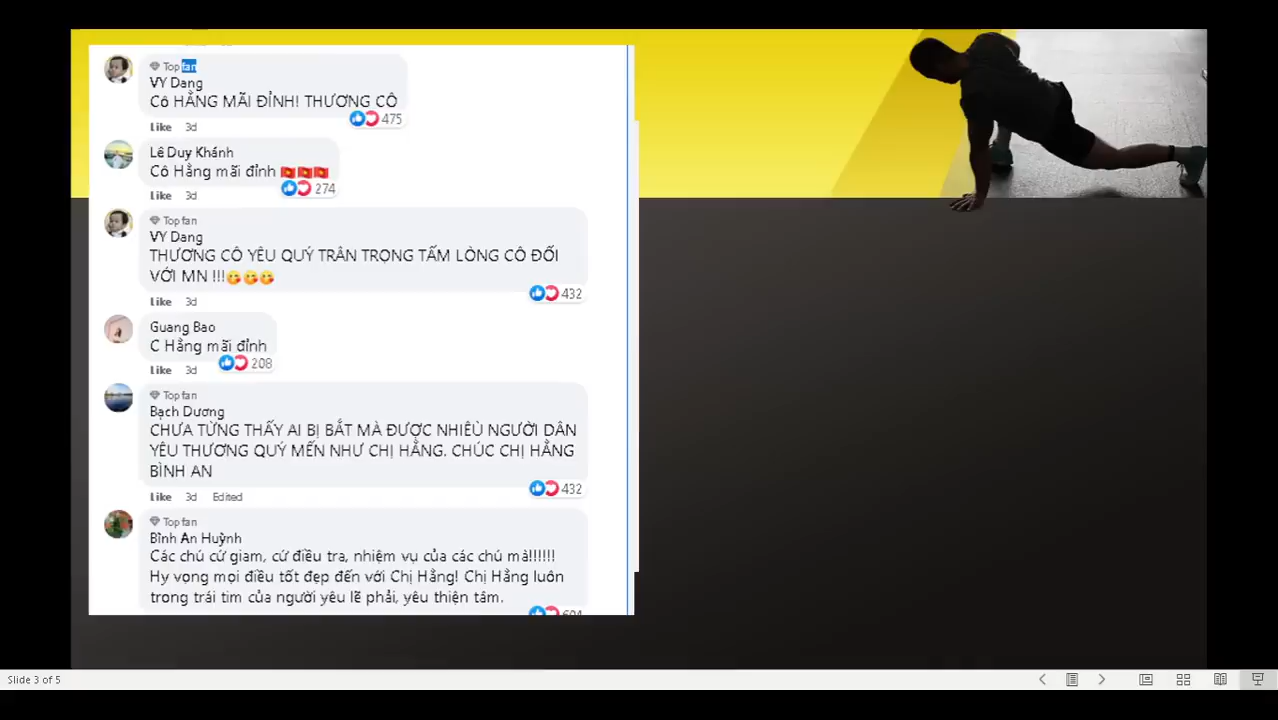 Top fan
VY Dang
Cô HẰNG MÃI ĐỈNH! THƯƠNG CÔ
475
Like 3d
Lê Duy Khánh
Cô Hằng mãi đỉnh
274
Like 3d
Top fan
VY Dang
THƯƠNG CÔ YÊU QUÝ TRÂN TRỌNG TẤM LÒNG CÔ ĐỐI
VỚI MN !!!
432
Like 3d
Guang Bao
C Hằng mãi đỉnh
208
Like 3d
Top fan
Bạch Dương
CHƯA TỪNG THẤY AI BỊ BẮT MÀ ĐƯỢC NHIÊÙ NGƯỜI DÂN
YÊU THƯƠNG QUÝ MẾN NHƯ CHỊ HẰNG. CHÚC CHỊ HẰNG
BÌNH AN
432
Like 3d Edited
Top fan
Bình An Huỳnh
Các chú cứ giam, cứ điều tra, nhiệm vụ của các chú mà!!!!!!
Hy vọng mọi điều tốt đẹp đến với Chị Hằng! Chị Hằng luôn
trong trái tim của người yêu lẽ phải, yêu thiện tâm.
Slide 3 of 5